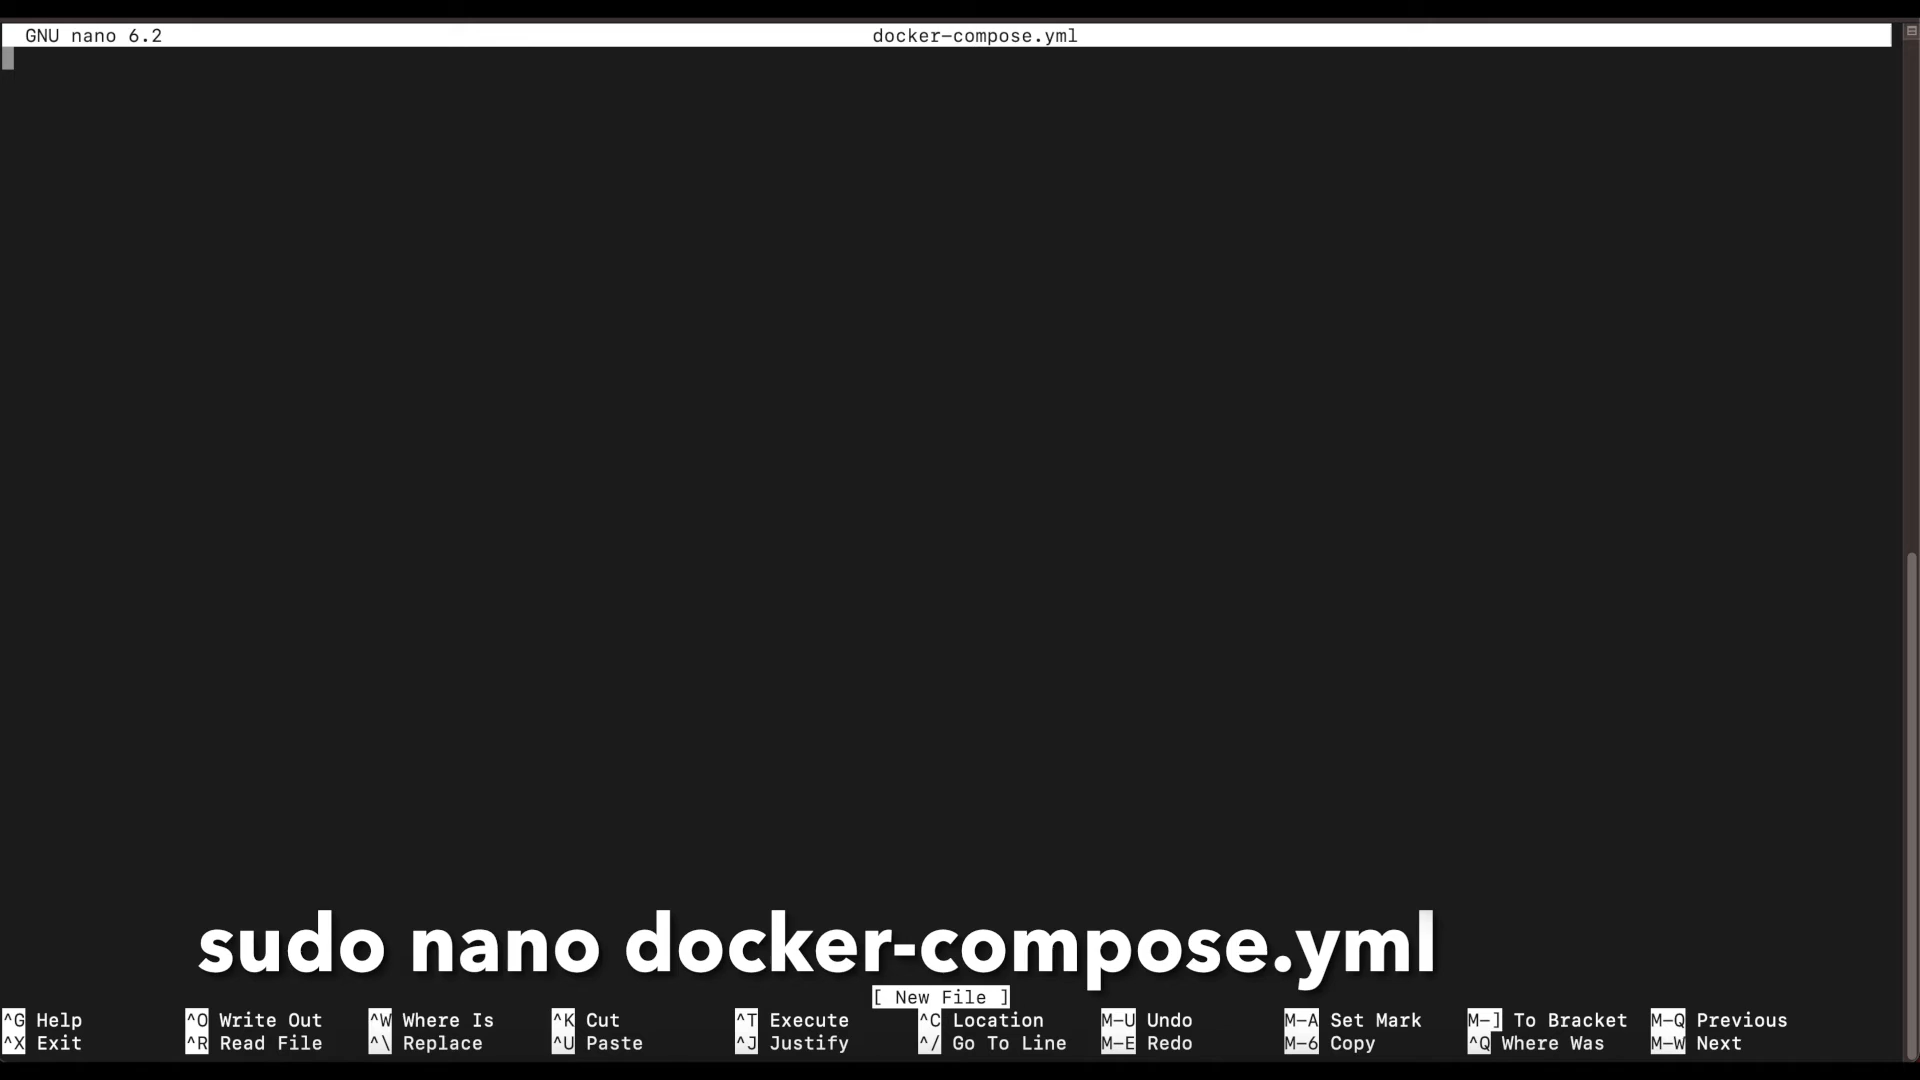 GNU nano 6.2 docker-compose.yml
sudo nano docker-compose.yml
[ New File ]
^G Help ^O Write Out ^W Where Is ^K Cut ^T Execute ^C Location M-U Undo M-A Set Mark M-] To Bracket M-Q Previous
^X Exit ^R Read File ^\ Replace ^U Paste ^J Justify ^/ Go To Line M-E Redo M-6 Copy ^Q Where Was M-W Next